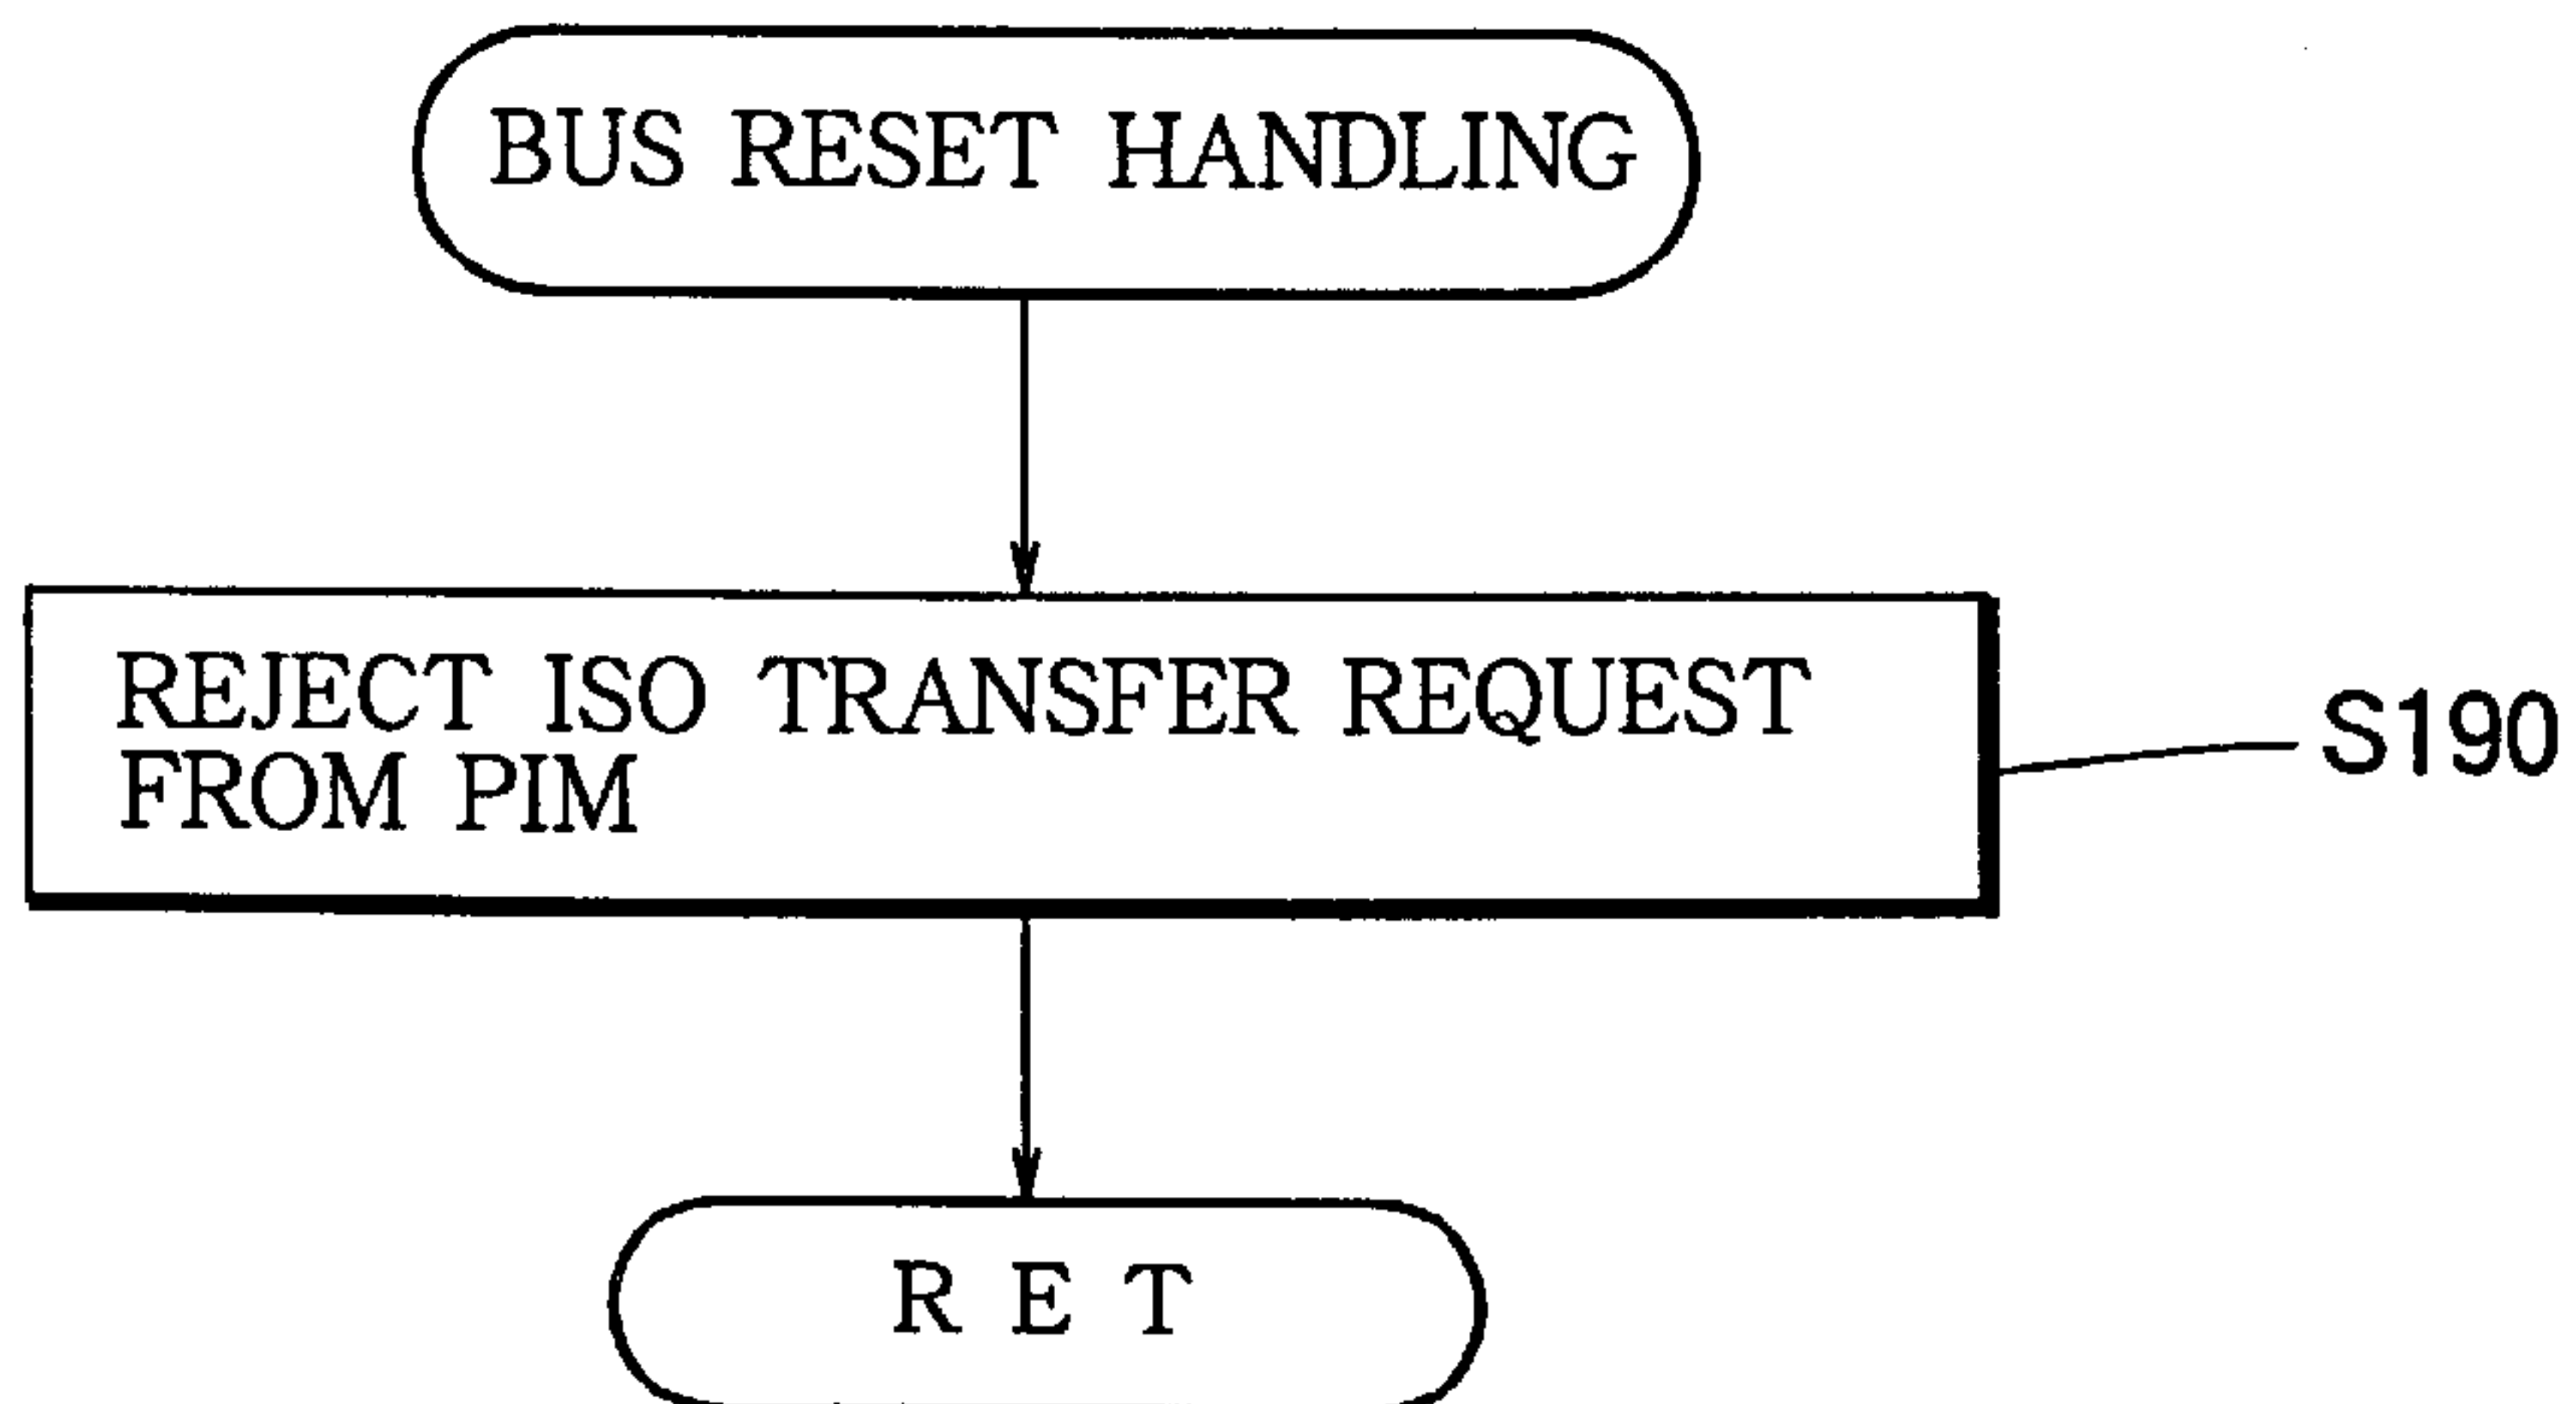 BUS RESET HANDLING
REJECT ISO TRANSFER REQUEST
FROM PIM
S190
R E T